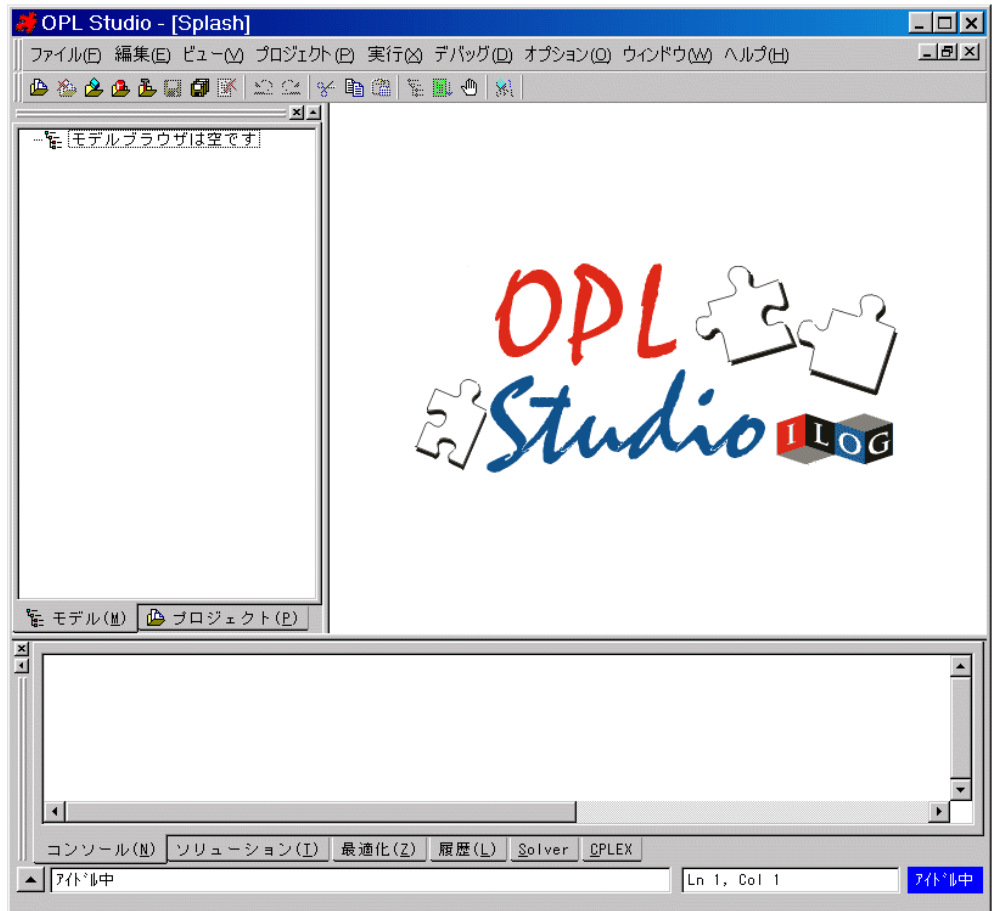 OPL Studio - [Splash]
ファイル(F) 編集(E) ビュー(V) プロジェクト(P) 実行(X) デバッグ(D) オプション(O) ウィンドウ(W) ヘルプ(H)
モデルブラウザは空です
OPL
Studio ILOG
モデル(M) プロジェクト(P)
コンソール(N) ソリューション(I) 最適化(Z) 履歴(L) Solver CPLEX
ｱｲﾄﾞﾙ中 Ln 1, Col 1 ｱｲﾄﾞﾙ中